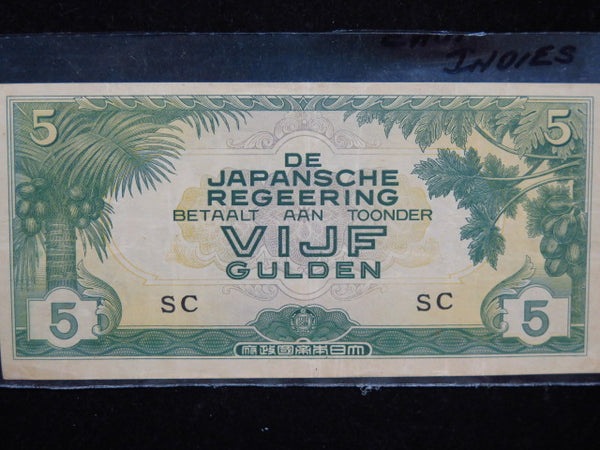 INDIES
5 5
DE
JAPANSCHE
REGEERING
BETAALT AAN TOONDER
VIJF
GULDEN
SC SC
5 5
府政國帝本日大